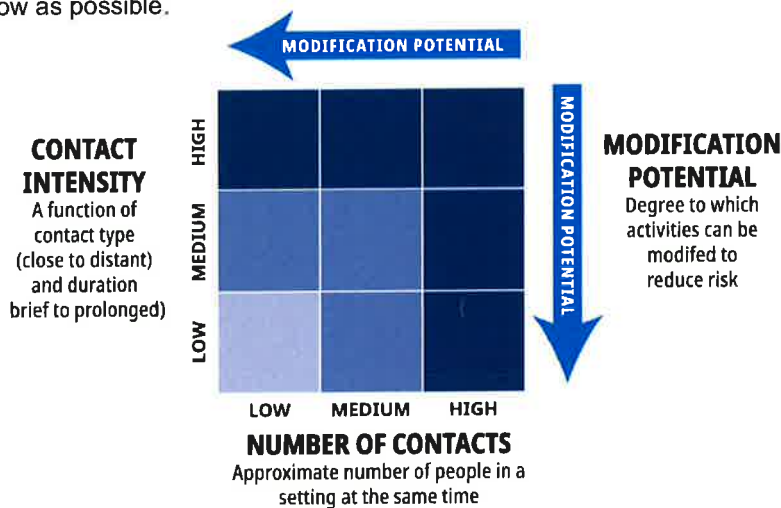 ow as possible.
MODIFICATION POTENTIAL
CONTACT
INTENSITY
A function of
contact type
(close to distant)
and duration
brief to prolonged)
HIGH
MEDIUM
LOW
MODIFICATION POTENTIAL
MODIFICATION
POTENTIAL
Degree to which
activities can be
modifed to
reduce risk
LOW MEDIUM HIGH
NUMBER OF CONTACTS
Approximate number of people in a
setting at the same time